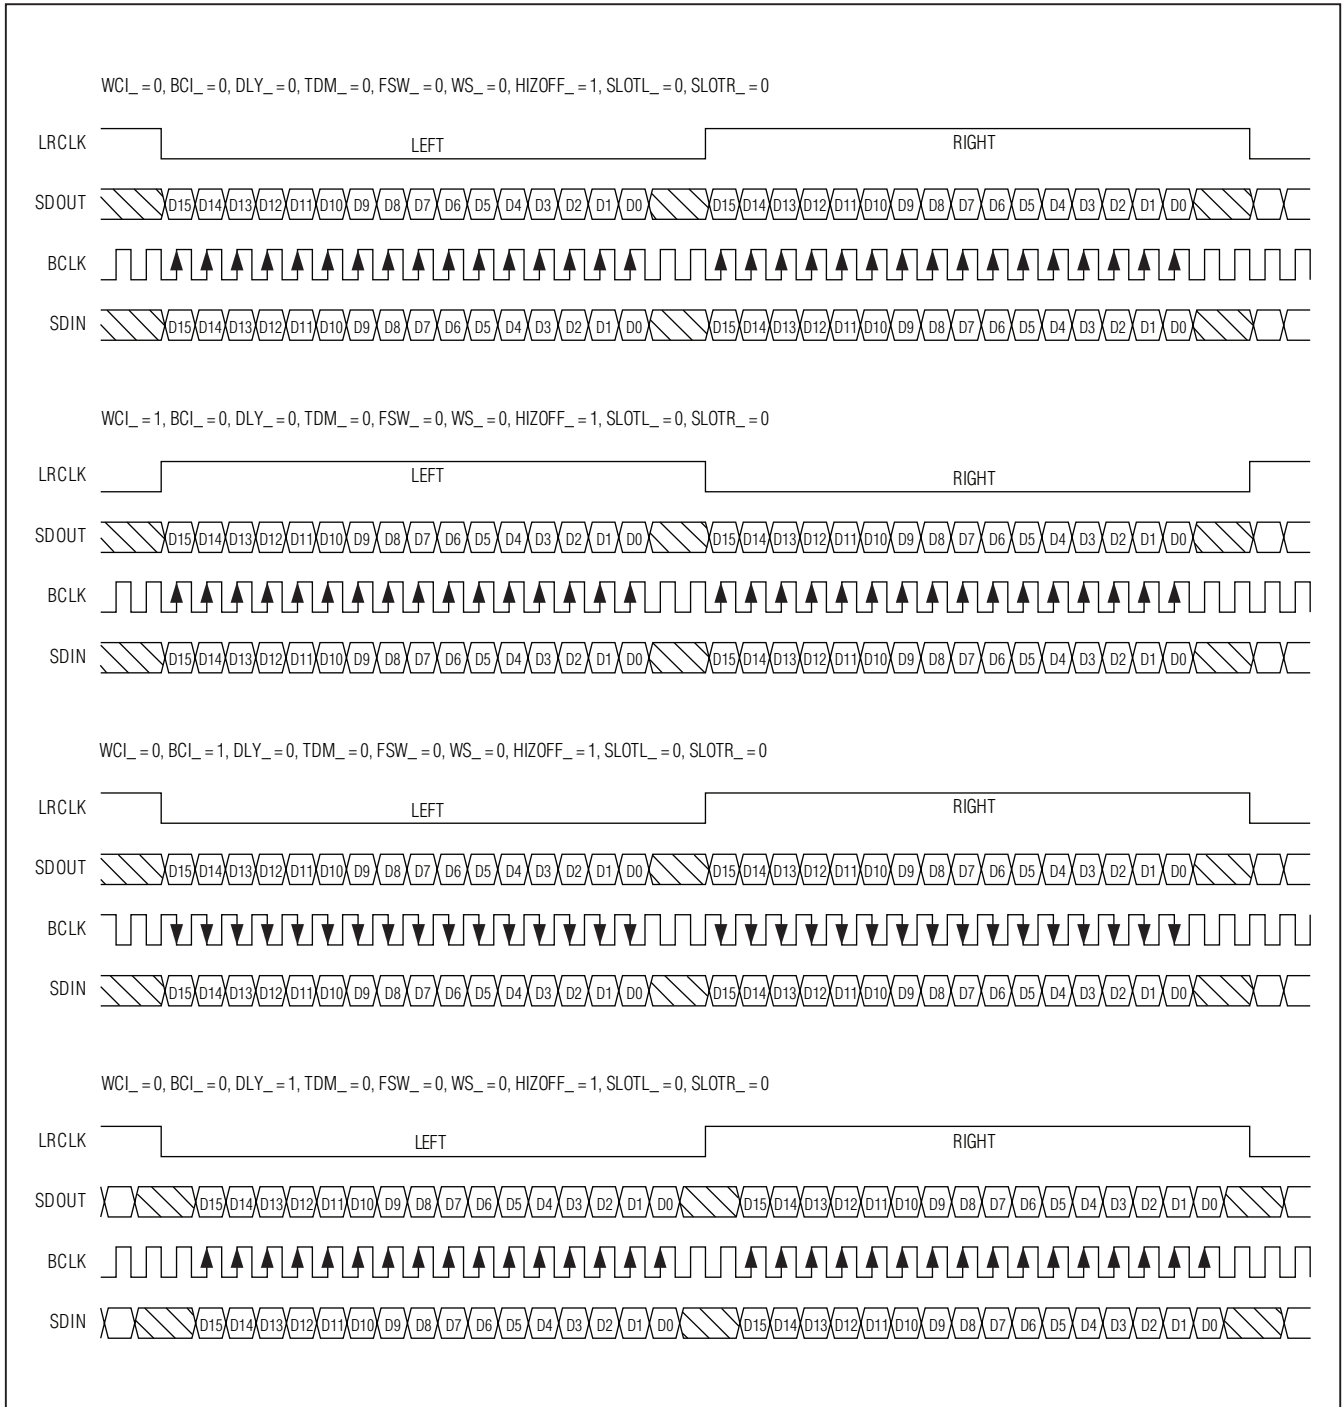 WCI_ = 0, BCI_ = 0, DLY_ = 0, TDM_ = 0, FSW_ = 0, WS_ = 0, HIZOFF_ = 1, SLOTL_ = 0, SLOTR_ = 0
LRCLK LEFT RIGHT
SDOUT D15 D14 D13 D12 D11 D10 D9 D8 D7 D6 D5 D4 D3 D2 D1 D0 D15 D14 D13 D12 D11 D10 D9 D8 D7 D6 D5 D4 D3 D2 D1 D0
BCLK
SDIN D15 D14 D13 D12 D11 D10 D9 D8 D7 D6 D5 D4 D3 D2 D1 D0 D15 D14 D13 D12 D11 D10 D9 D8 D7 D6 D5 D4 D3 D2 D1 D0
WCI_ = 1, BCI_ = 0, DLY_ = 0, TDM_ = 0, FSW_ = 0, WS_ = 0, HIZOFF_ = 1, SLOTL_ = 0, SLOTR_ = 0
LRCLK LEFT RIGHT
SDOUT D15 D14 D13 D12 D11 D10 D9 D8 D7 D6 D5 D4 D3 D2 D1 D0 D15 D14 D13 D12 D11 D10 D9 D8 D7 D6 D5 D4 D3 D2 D1 D0
BCLK
SDIN D15 D14 D13 D12 D11 D10 D9 D8 D7 D6 D5 D4 D3 D2 D1 D0 D15 D14 D13 D12 D11 D10 D9 D8 D7 D6 D5 D4 D3 D2 D1 D0
WCI_ = 0, BCI_ = 1, DLY_ = 0, TDM_ = 0, FSW_ = 0, WS_ = 0, HIZOFF_ = 1, SLOTL_ = 0, SLOTR_ = 0
LRCLK LEFT RIGHT
SDOUT D15 D14 D13 D12 D11 D10 D9 D8 D7 D6 D5 D4 D3 D2 D1 D0 D15 D14 D13 D12 D11 D10 D9 D8 D7 D6 D5 D4 D3 D2 D1 D0
BCLK
SDIN D15 D14 D13 D12 D11 D10 D9 D8 D7 D6 D5 D4 D3 D2 D1 D0 D15 D14 D13 D12 D11 D10 D9 D8 D7 D6 D5 D4 D3 D2 D1 D0
WCI_ = 0, BCI_ = 0, DLY_ = 1, TDM_ = 0, FSW_ = 0, WS_ = 0, HIZOFF_ = 1, SLOTL_ = 0, SLOTR_ = 0
LRCLK LEFT RIGHT
SDOUT D15 D14 D13 D12 D11 D10 D9 D8 D7 D6 D5 D4 D3 D2 D1 D0 D15 D14 D13 D12 D11 D10 D9 D8 D7 D6 D5 D4 D3 D2 D1 D0
BCLK
SDIN D15 D14 D13 D12 D11 D10 D9 D8 D7 D6 D5 D4 D3 D2 D1 D0 D15 D14 D13 D12 D11 D10 D9 D8 D7 D6 D5 D4 D3 D2 D1 D0